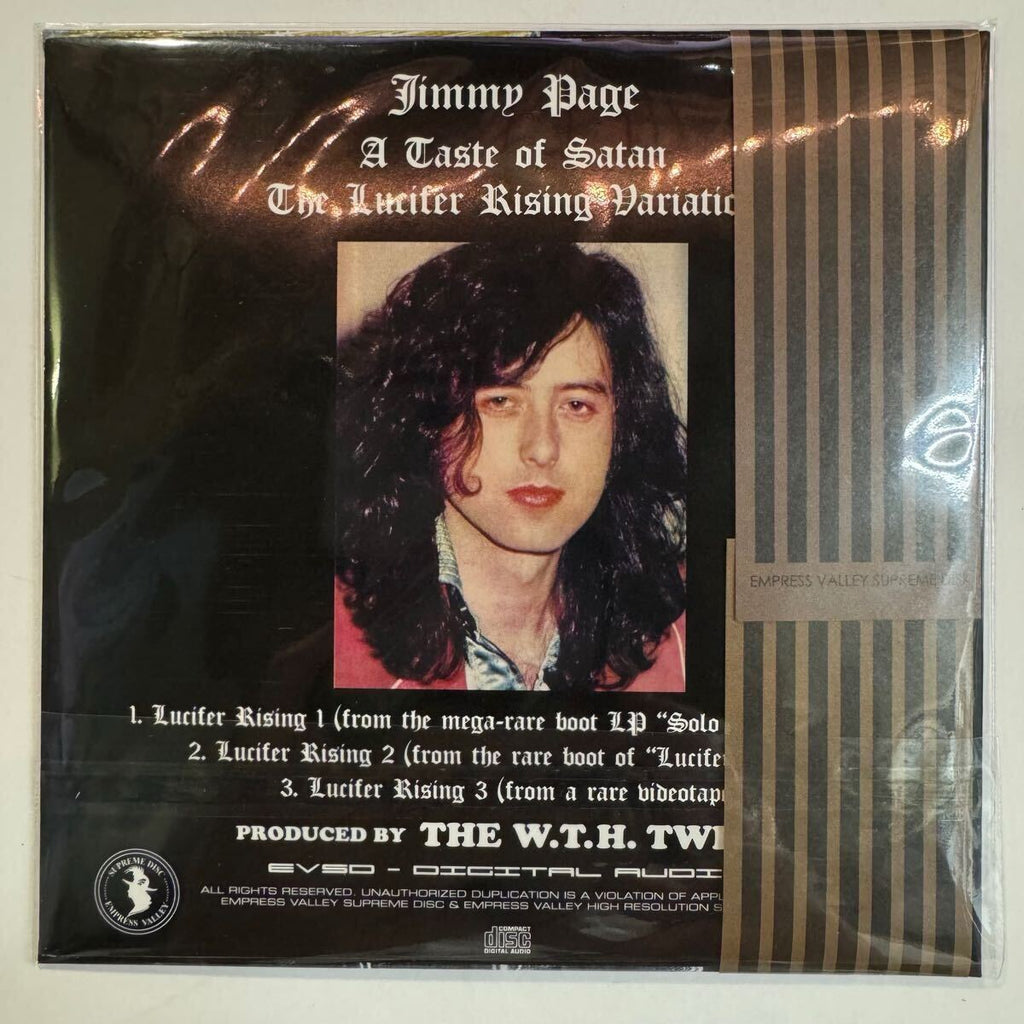 Jimmy Page
A Taste of Satan
The Lucifer Rising Variatio
EMPRESS VALLEY SUPREME DISK
1. Lucifer Rising 1 (from the mega-rare boot LP "Solo
2. Lucifer Rising 2 (from the rare boot of "Lucife
3. Lucifer Rising 3 (from a rare videotap
PRODUCED BY THE W.T.H. TWI
EVSD - DIGITAL AUDI
SUPREME DISC
EMPRESS VALLEY
ALL RIGHTS RESERVED. UNAUTHORIZED DUPLICATION IS A VIOLATION OF APPL
EMPRESS VALLEY SUPREME DISC & EMPRESS VALLEY HIGH RESOLUTION S
COMPACT
disc
DIGITAL AUDIO